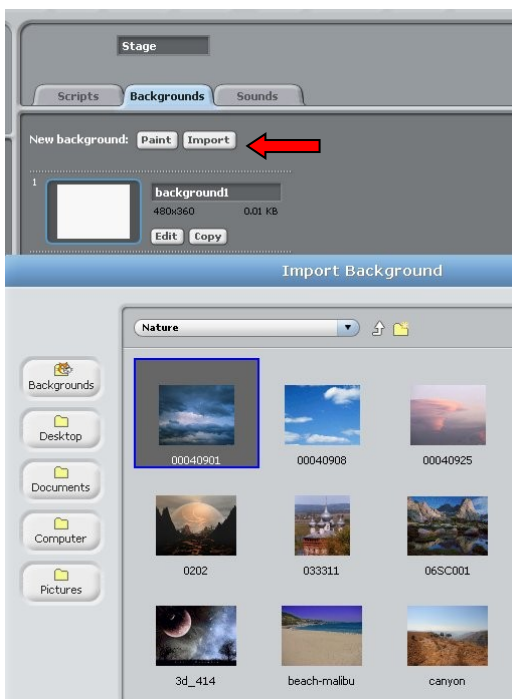 Stage
Scripts Backgrounds Sounds
New background: Paint Import
1
background1
480x360 0.01 KB
Edit Copy
Import Background
Nature
Backgrounds
Desktop
Documents
Computer
Pictures
00040901 00040908 00040925
0202 033311 06SC001
3d_414 beach-malibu canyon